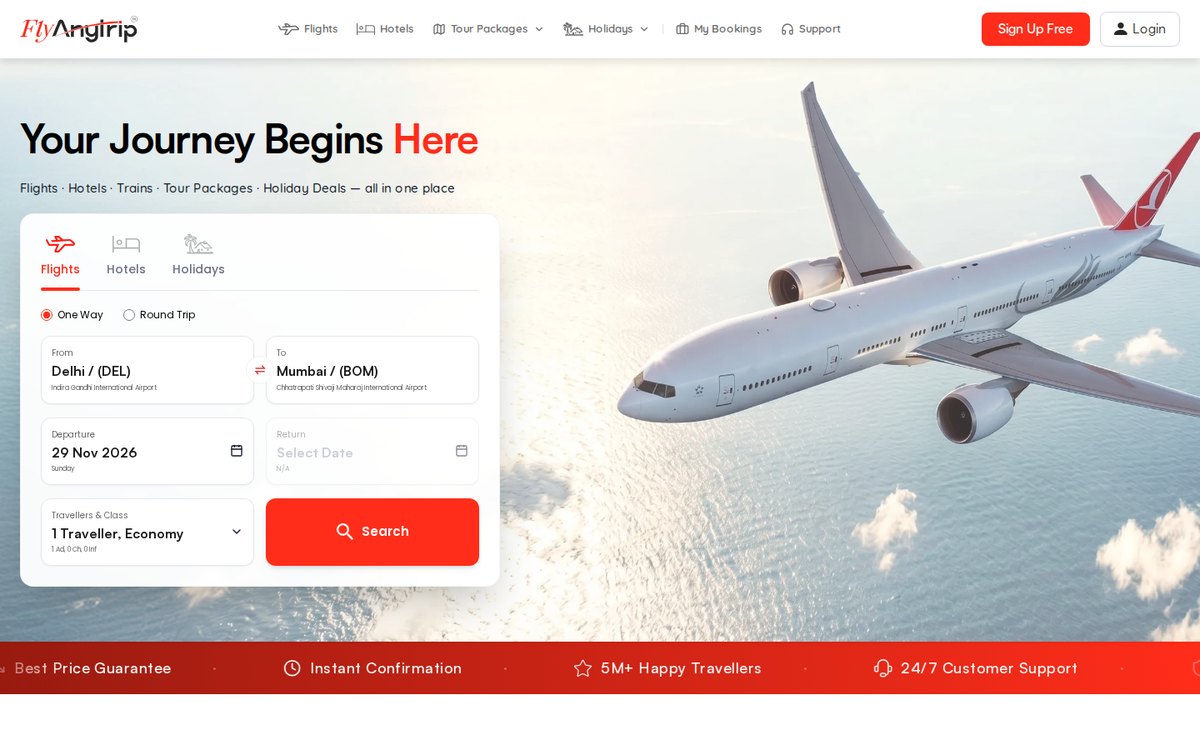 FlyAnytrip
Flights
Hotels
Tour Packages
Holidays
My Bookings
Support
Sign Up Free
Login
Your Journey Begins Here
Flights · Hotels · Trains · Tour Packages · Holiday Deals — all in one place
Flights
Hotels
Holidays
One Way
Round Trip
From
Delhi / (DEL)
Indira Gandhi International Airport
To
Mumbai / (BOM)
Chhatrapati Shivaji Maharaj International Airport
Departure
29 Nov 2026
Sunday
Return
Select Date
N/A
Travellers & Class
1 Traveller, Economy
1 Ad, 0 Ch, 0 Inf
Search
Best Price Guarantee
·
Instant Confirmation
·
5M+ Happy Travellers
·
24/7 Customer Support
·